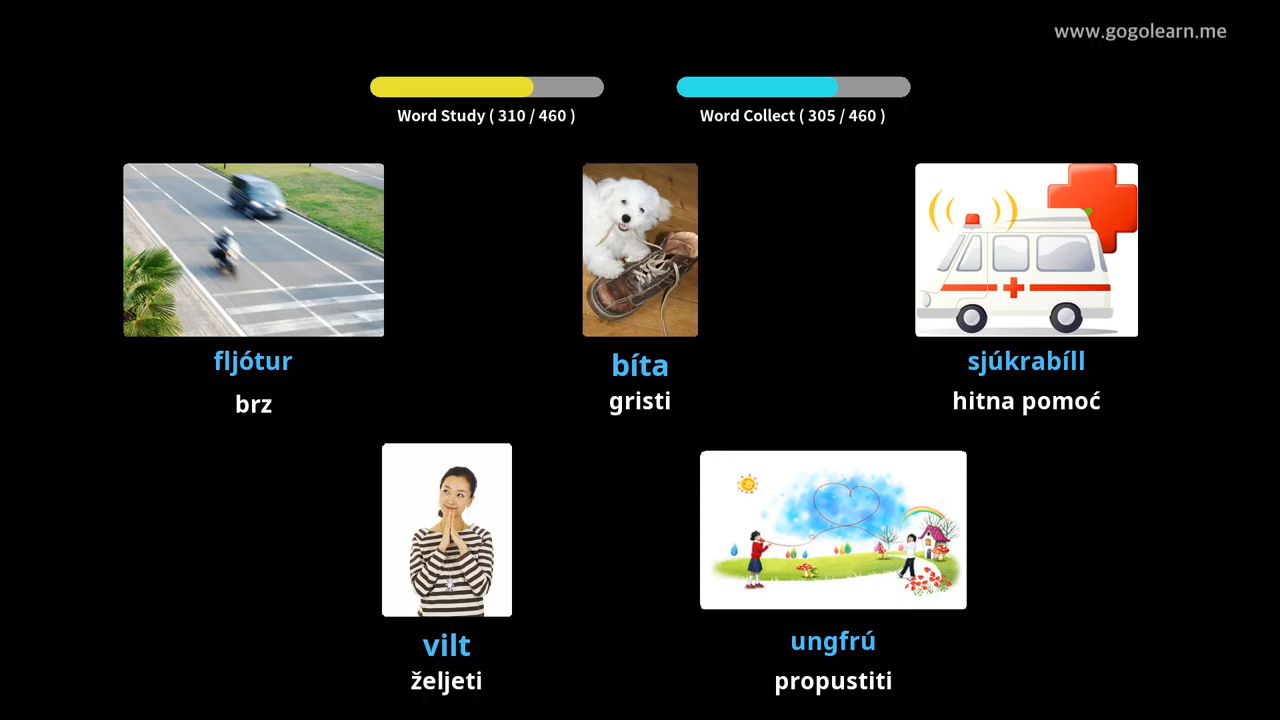 www.gogolearn.me
Word Study ( 310 / 460 )
Word Collect ( 305 / 460 )
fljótur
brz
bíta
gristi
sjúkrabíll
hitna pomoć
vilt
željeti
ungfrú
propustiti